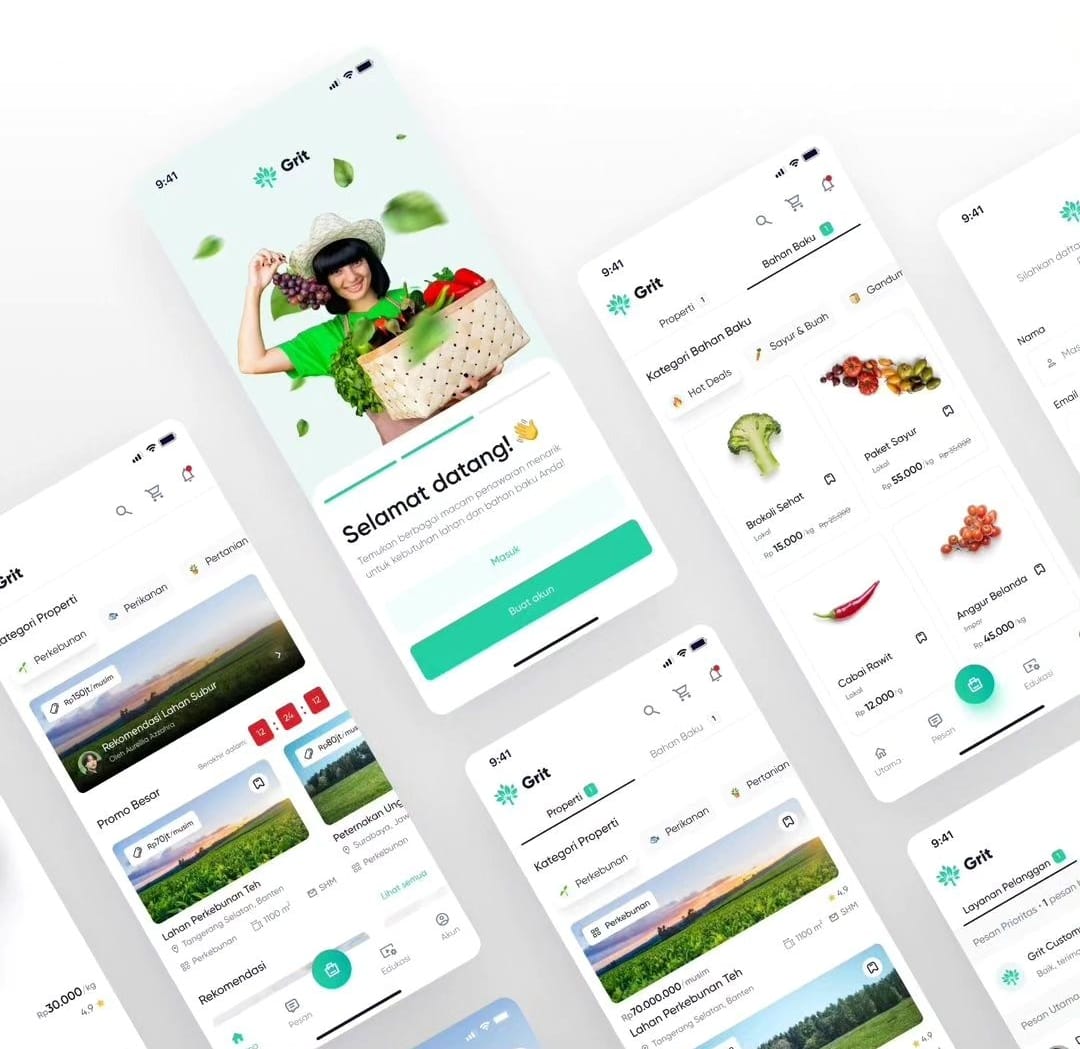 9:41
Grit
Selamat datang! 👋
Temukan berbagai macam penawaran menarik
untuk kebutuhan lahan dan bahan baku Anda!
Masuk
Buat akun
9:41
Grit
Properti 1
Bahan Baku 1
Kategori Bahan Baku
Hot Deals
Sayur & Buah
Gandum
Brokoli Sehat
Lokal
Rp 15.000/kg Rp 25.000
Paket Sayur
Lokal
Rp 55.000/kg Rp 35.000
Cabai Rawit
Lokal
Rp 12.000/g
Anggur Belanda
Impor
Rp 45.000/kg
Utama
Pesan
Edukasi
9:41
Nama
Email
Grit
Kategori Properti
Perkebunan
Perikanan
Pertanian
Rp150jt/musim
Rekomendasi Lahan Subur
Oleh Aurellia Azzahra
Promo Besar
Berakhir dalam:
12 : 24 : 12
Rp70jt/musim
Lahan Perkebunan Teh
Tangerang Selatan, Banten
Perkebunan
1100 m²
SHM
Rp80jt/mus
Peternakan Ung
Surabaya, Jaw
Perkebunan
Lihat semua
Rekomendasi
Pesan
Edukasi
Akun
Rp30.000/kg
4,9
9:41
Grit
Properti 1
Bahan Baku 1
Kategori Properti
Perkebunan
Perikanan
Pertanian
Perkebunan
Rp70.000.000/musim
4,9
Lahan Perkebunan Teh
Tangerang Selatan, Banten
1100 m²
SHM
4,9
9:41
Grit
Layanan Pelanggan 1
Pesan Prioritas · 1 pesan
Grit Custom
Baik, terim
Pesan Utama